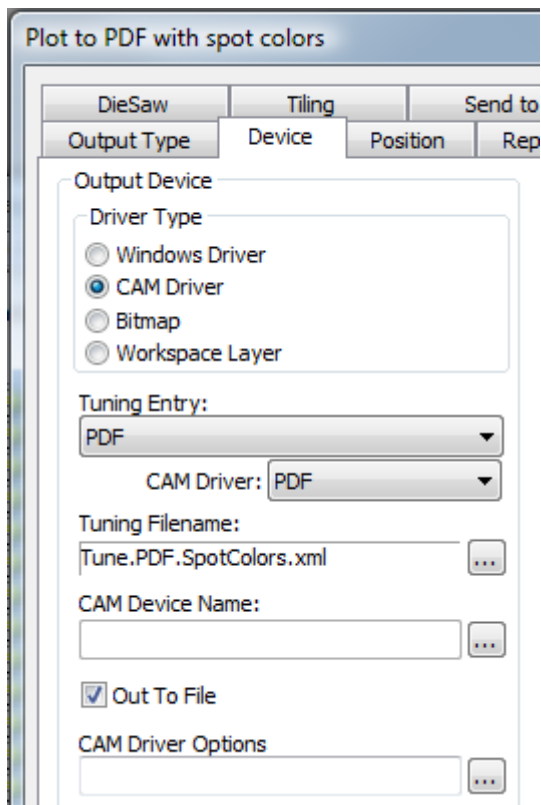 Plot to PDF with spot colors
DieSaw Tiling Send to
Output Type Device Position Rep
Output Device
Driver Type
Windows Driver
CAM Driver
Bitmap
Workspace Layer
Tuning Entry:
PDF
CAM Driver: PDF
Tuning Filename:
Tune.PDF.SpotColors.xml ...
CAM Device Name:
...
Out To File
CAM Driver Options
...